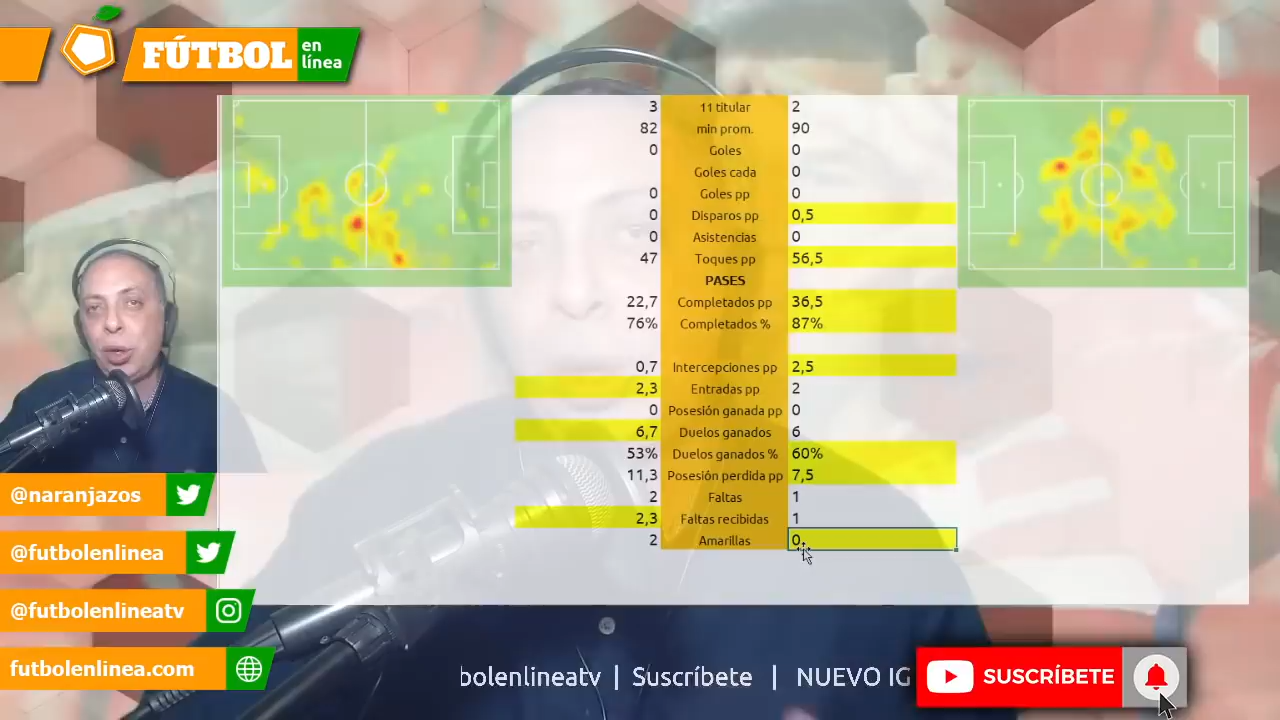 FÚTBOL en línea
3 11 titular 2
82 min prom. 90
0 Goles 0
Goles cada 0
0 Goles pp 0
0 Disparos pp 0,5
0 Asistencias 0
47 Toques pp 56,5
PASES
22,7 Completados pp 36,5
76% Completados % 87%
0,7 Intercepciones pp 2,5
2,3 Entradas pp 2
0 Posesión ganada pp 0
6,7 Duelos ganados 6
53% Duelos ganados % 60%
11,3 Posesión perdida pp 7,5
2 Faltas 1
2,3 Faltas recibidas 1
2 Amarillas 0
@naranjazos
@futbolenlinea
@futbolenlineatv
futbolenlinea.com
bolenlineatv | Suscríbete | NUEVO IG
SUSCRÍBETE